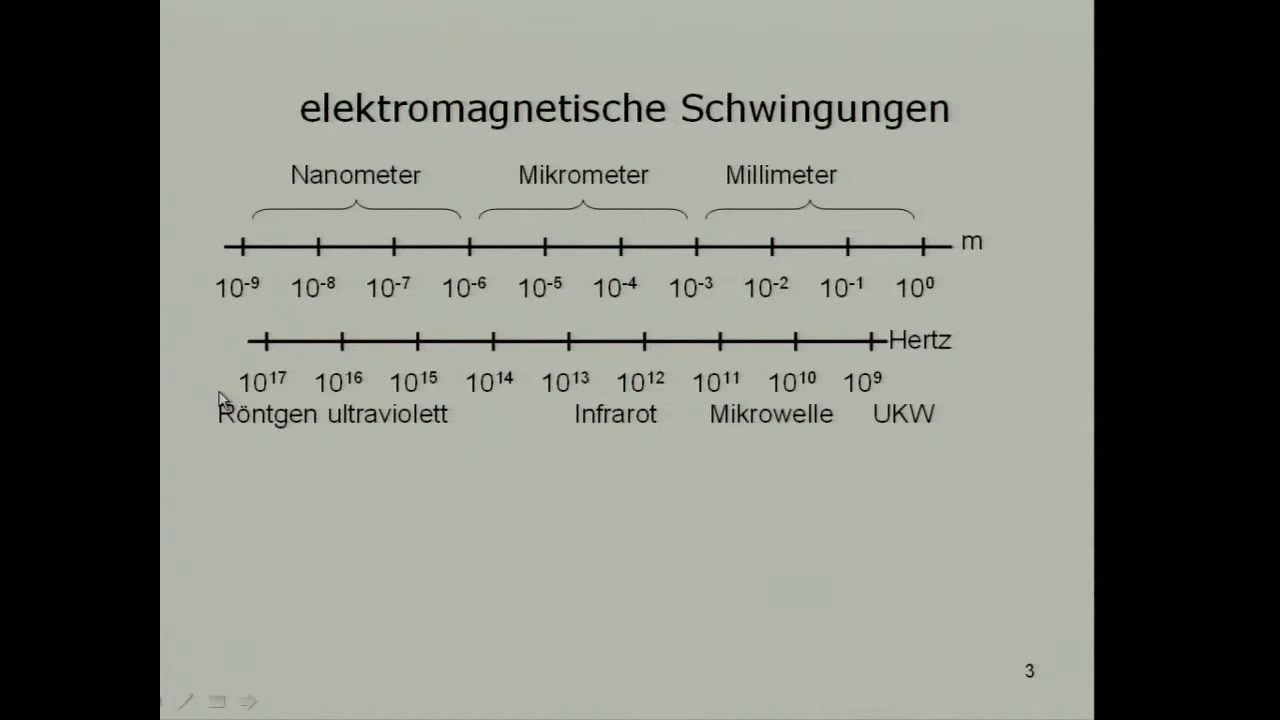 elektromagnetische Schwingungen
Nanometer Mikrometer Millimeter
m
10⁻⁹ 10⁻⁸ 10⁻⁷ 10⁻⁶ 10⁻⁵ 10⁻⁴ 10⁻³ 10⁻² 10⁻¹ 10⁰
Hertz
10¹⁷ 10¹⁶ 10¹⁵ 10¹⁴ 10¹³ 10¹² 10¹¹ 10¹⁰ 10⁹
Röntgen ultraviolett Infrarot Mikrowelle UKW
3